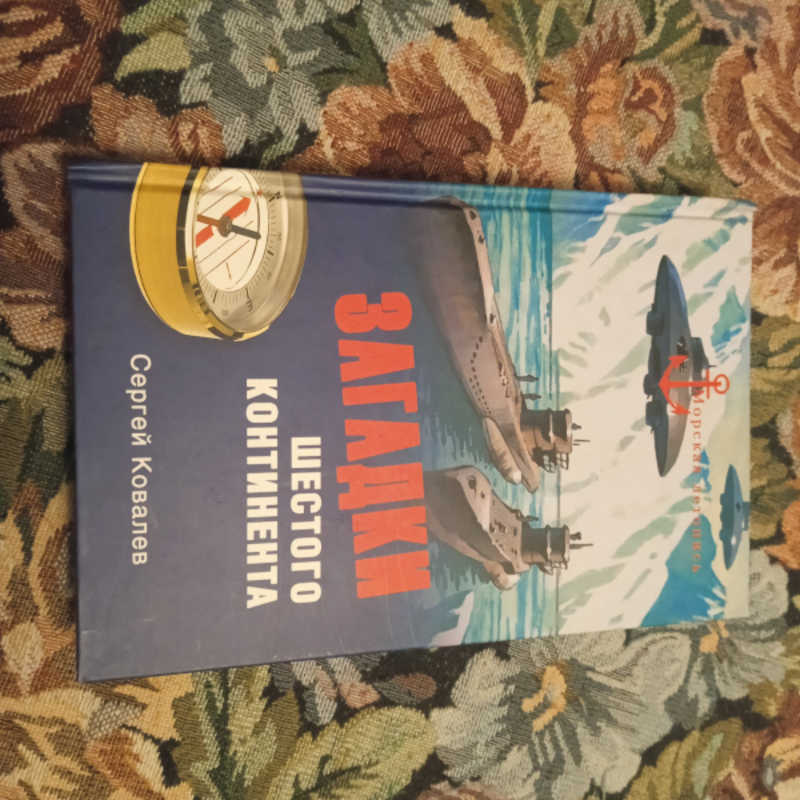 Морская летопись
ЗАГАДКИ
ШЕСТОГО
КОНТИНЕНТА
Сергей Ковалев